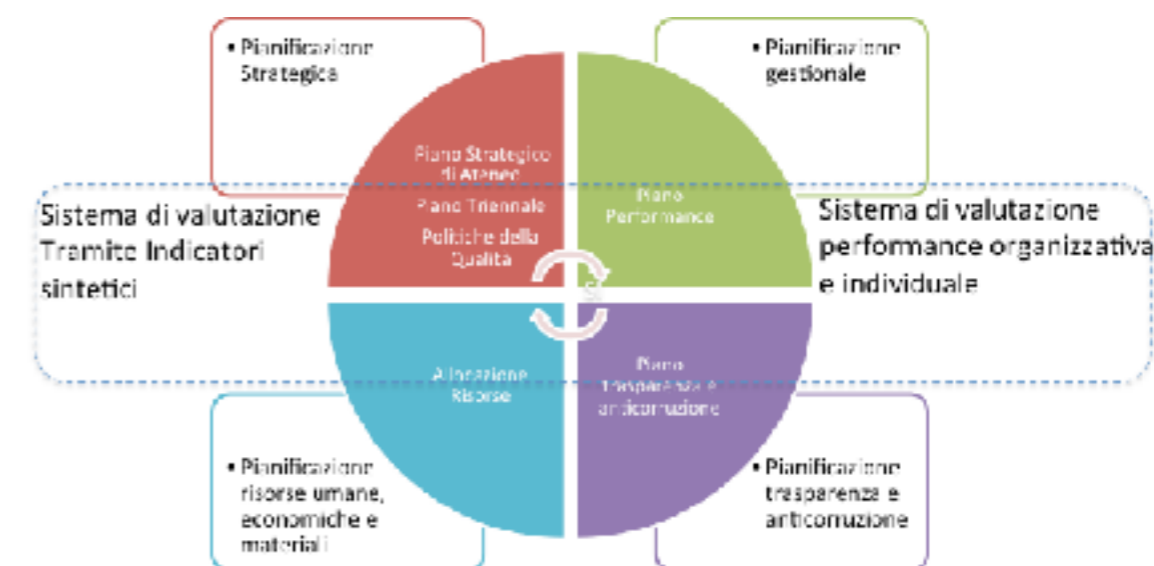 • Pianificazione
Strategica
• Pianificazione
gestionale
Piano Strategico
di Ateneo
Piano Triennale
Politiche della
Qualità
Piano
Performance
Sistema di valutazione
Tramite Indicatori
sintetici
Sistema di valutazione
performance organizzativa
e individuale
Allocazione
Risorse
Piano
Trasparenza e
anticorruzione
• Pianificazione
risorse umane,
economiche e
materiali
• Pianificazione
trasparenza e
anticorruzione